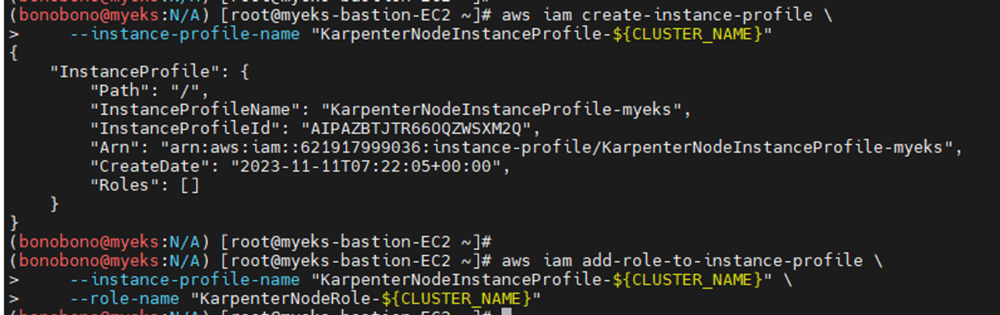 (bonobono@myeks:N/A) [root@myeks-bastion-EC2 ~]# aws iam create-instance-profile \
>     --instance-profile-name "KarpenterNodeInstanceProfile-${CLUSTER_NAME}"
{
    "InstanceProfile": {
        "Path": "/",
        "InstanceProfileName": "KarpenterNodeInstanceProfile-myeks",
        "InstanceProfileId": "AIPAZBTJTR66OQZWSXM2Q",
        "Arn": "arn:aws:iam::621917999036:instance-profile/KarpenterNodeInstanceProfile-myeks",
        "CreateDate": "2023-11-11T07:22:05+00:00",
        "Roles": []
    }
}
(bonobono@myeks:N/A) [root@myeks-bastion-EC2 ~]#
(bonobono@myeks:N/A) [root@myeks-bastion-EC2 ~]# aws iam add-role-to-instance-profile \
>     --instance-profile-name "KarpenterNodeInstanceProfile-${CLUSTER_NAME}" \
>     --role-name "KarpenterNodeRole-${CLUSTER_NAME}"
(bonobono@myeks:N/A) [root@myeks-bastion-EC2 ~]#